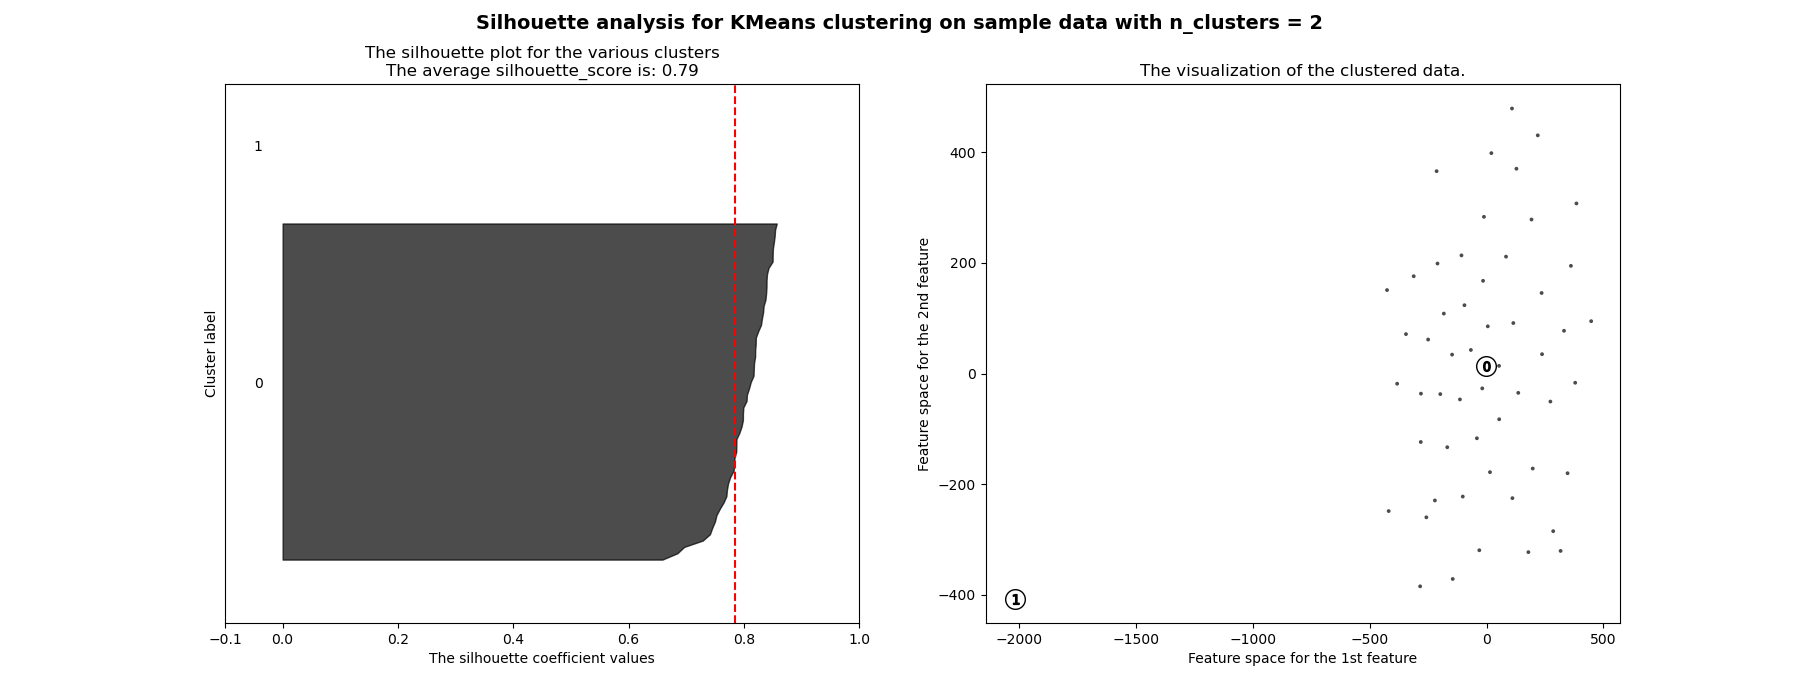 Silhouette analysis for KMeans clustering on sample data with n_clusters = 2
The silhouette plot for the various clusters
The average silhouette_score is: 0.79
1
0
Cluster label
−0.1 0.0 0.2 0.4 0.6 0.8 1.0
The silhouette coefficient values
The visualization of the clustered data.
400
200
0
−200
−400
Feature space for the 2nd feature
0
1
−2000 −1500 −1000 −500 0 500
Feature space for the 1st feature